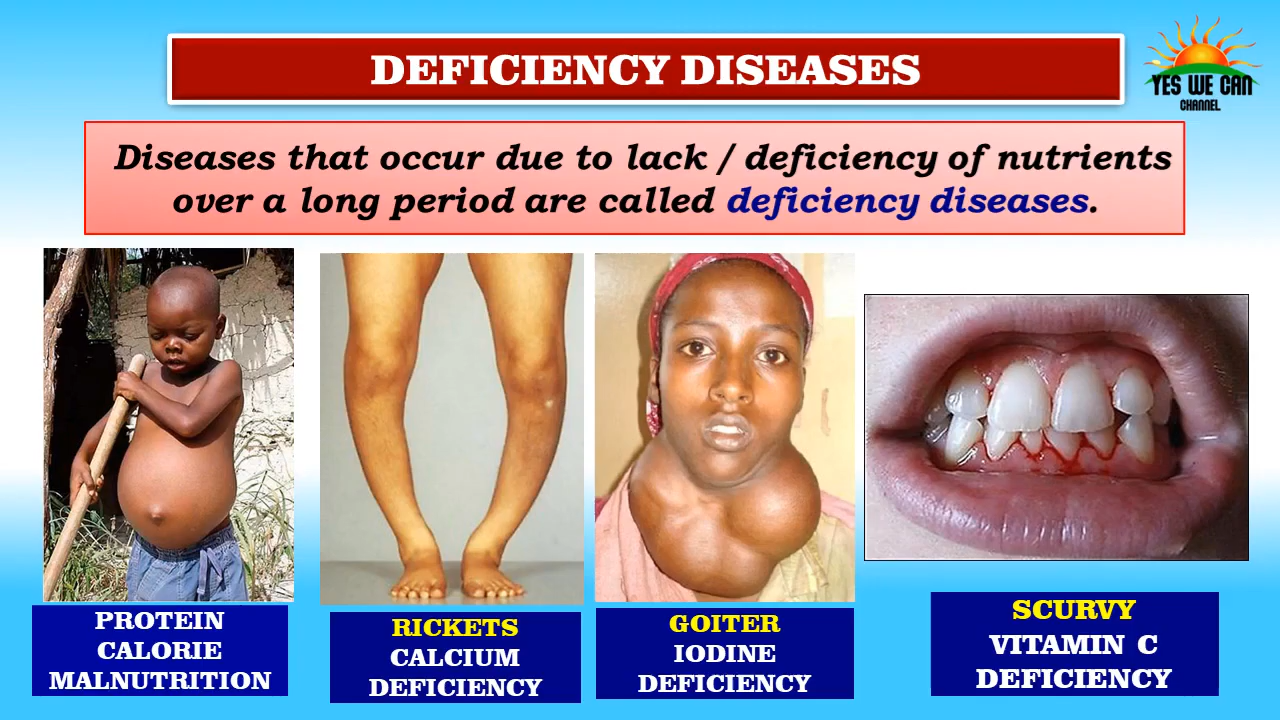 DEFICIENCY DISEASES
YES WE CAN
CHANNEL
Diseases that occur due to lack / deficiency of nutrients
over a long period are called deficiency diseases.
PROTEIN
CALORIE
MALNUTRITION
RICKETS
CALCIUM
DEFICIENCY
GOITER
IODINE
DEFICIENCY
SCURVY
VITAMIN C
DEFICIENCY